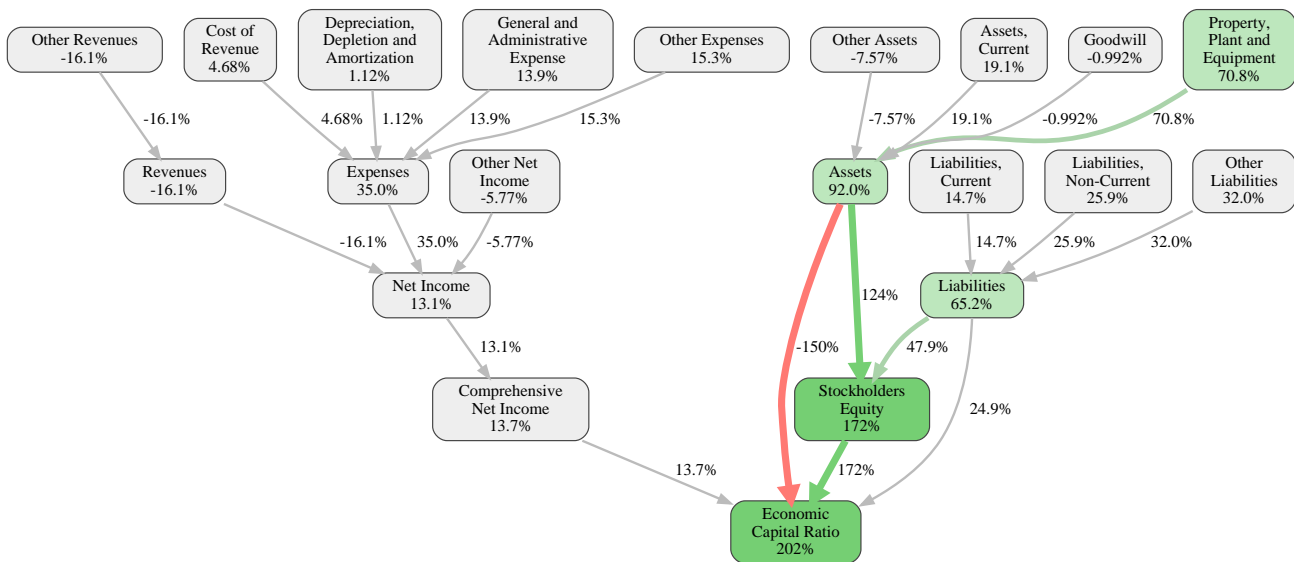 Other Revenues
-16.1%
Cost of
Revenue
4.68%
Depreciation,
Depletion and
Amortization
1.12%
General and
Administrative
Expense
13.9%
Other Expenses
15.3%
Other Assets
-7.57%
Assets,
Current
19.1%
Goodwill
-0.992%
Property,
Plant and
Equipment
70.8%
-16.1%
4.68%
1.12%
13.9%
15.3%
-7.57%
19.1%
-0.992%
70.8%
Revenues
-16.1%
Expenses
35.0%
Other Net
Income
-5.77%
Assets
92.0%
Liabilities,
Current
14.7%
Liabilities,
Non-Current
25.9%
Other
Liabilities
32.0%
-16.1%
35.0%
-5.77%
14.7%
25.9%
32.0%
Net Income
13.1%
124%
Liabilities
65.2%
13.1%
-150%
47.9%
Comprehensive
Net Income
13.7%
Stockholders
Equity
172%
24.9%
13.7%
172%
Economic
Capital Ratio
202%